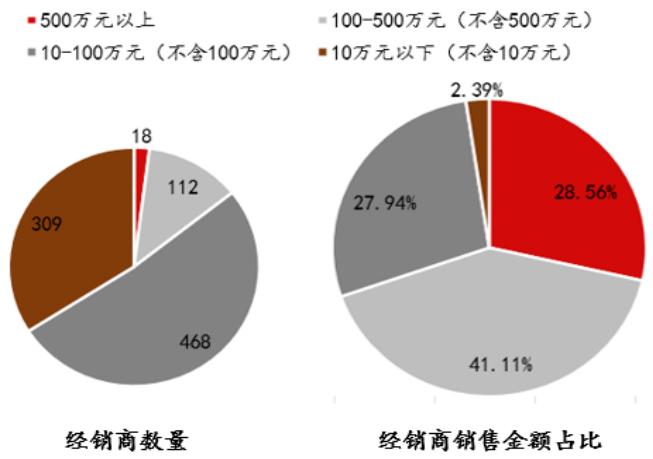 500万元以上
100-500万元（不含500万元）
10-100万元（不含100万元）
10万元以下（不含10万元）
18
112
309
468
2.39%
27.94%
28.56%
41.11%
经销商数量
经销商销售金额占比